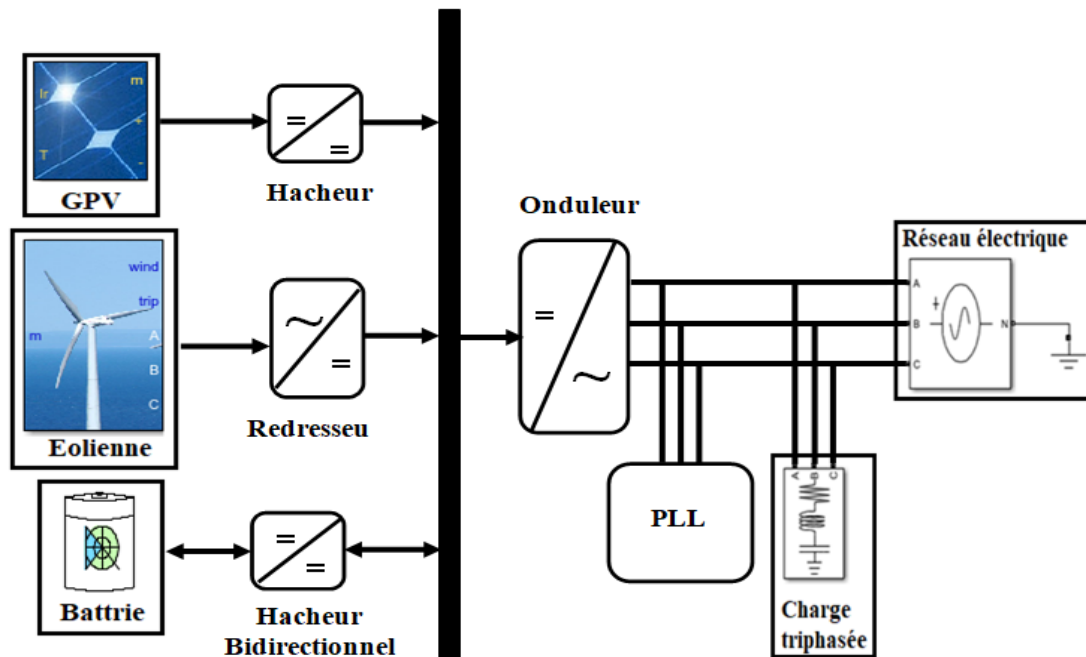 Ir
m
+
T
-
GPV
Hacheur
wind
trip
m
A
B
C
Eolienne
Redresseu
Battrie
Hacheur
Bidirectionnel
Onduleur
PLL
Réseau électrique
A
B
C
+
-
N
A B C
Charge
triphasée